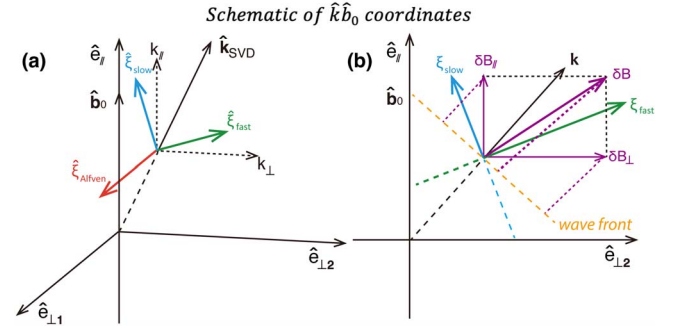 Schematic of k̂b̂₀ coordinates
(a)
ê∥
k∥
k̂SVD
ξ̂slow
b̂₀
ξ̂fast
k⊥
ξ̂Alfven
ê⊥2
ê⊥1
(b)
ê∥
ξslow
δB∥
k
δB
b̂₀
ξfast
δB⊥
wave front
ê⊥2